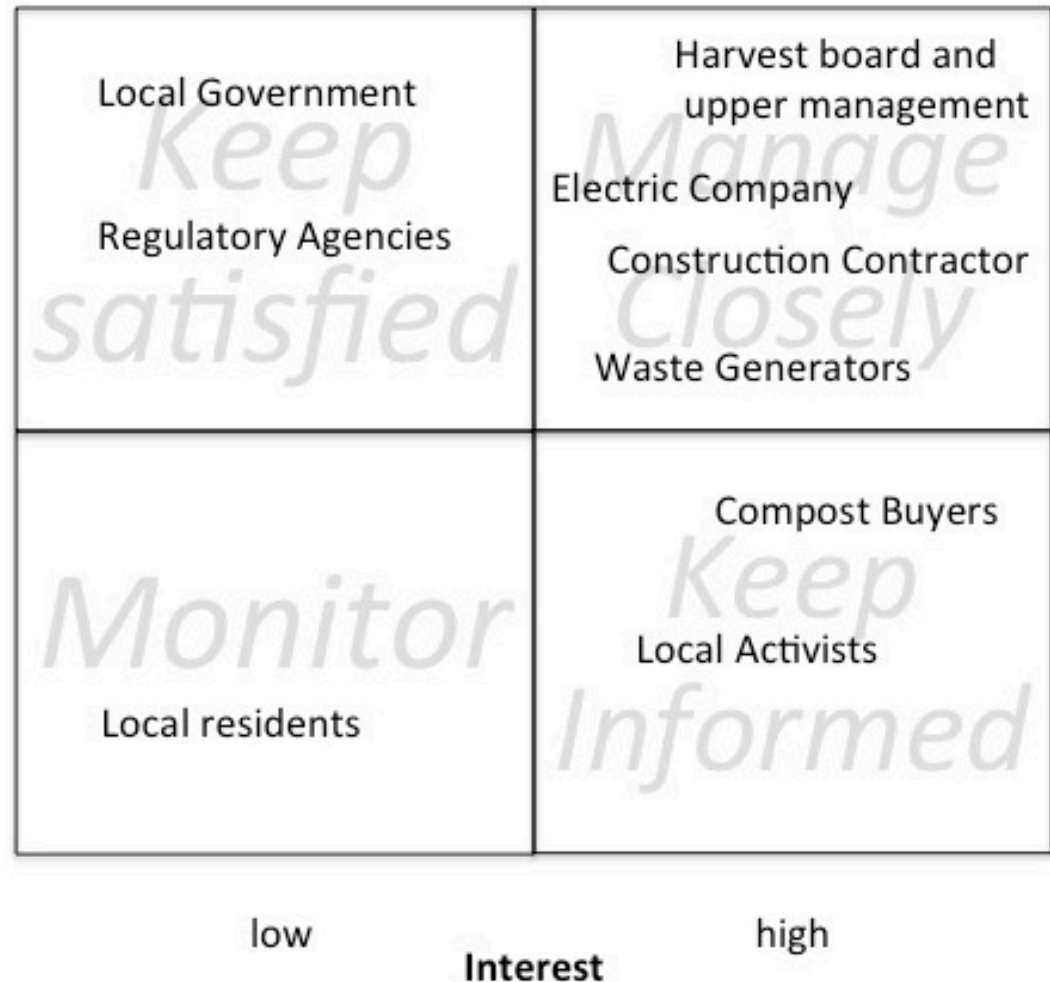 Local Government
Keep
Regulatory Agencies
satisfied
Harvest board and
upper management
Manage
Electric Company
Construction Contractor
Closely
Waste Generators
Monitor
Local residents
Compost Buyers
Keep
Local Activists
Informed
low
high
Interest